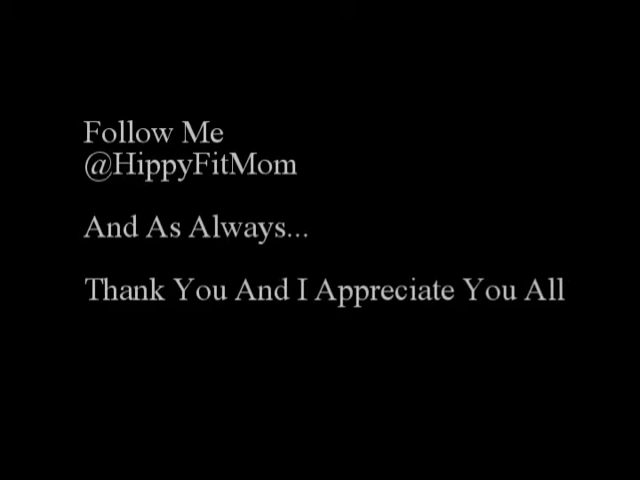 Follow Me
@HippyFitMom
And As Always...
Thank You And I Appreciate You All